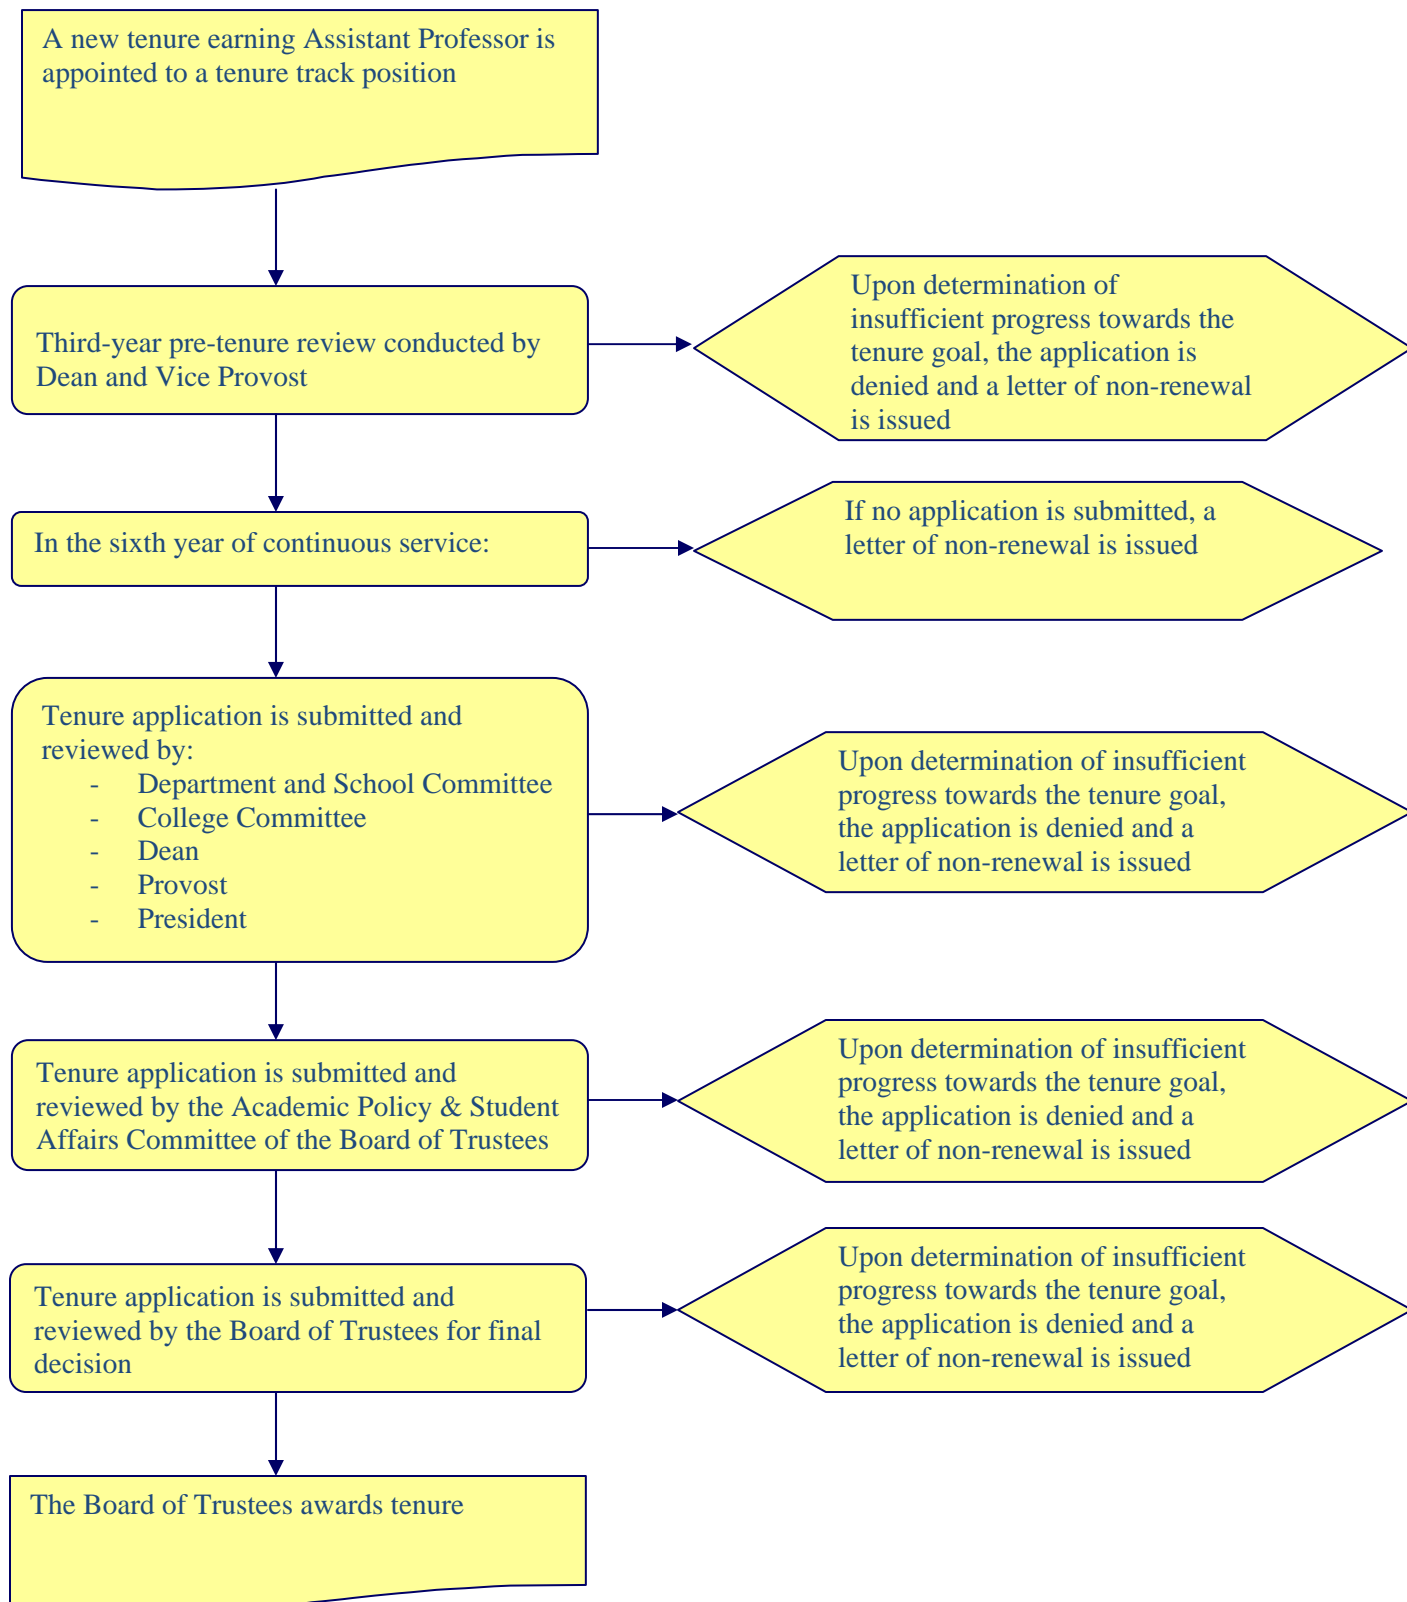 A new tenure earning Assistant Professor is
appointed to a tenure track position
Third-year pre-tenure review conducted by
Dean and Vice Provost
Upon determination of
insufficient progress towards the
tenure goal, the application is
denied and a letter of non-renewal
is issued
In the sixth year of continuous service:
If no application is submitted, a
letter of non-renewal is issued
Tenure application is submitted and
reviewed by:
- Department and School Committee
- College Committee
- Dean
- Provost
- President
Upon determination of insufficient
progress towards the tenure goal,
the application is denied and a
letter of non-renewal is issued
Tenure application is submitted and
reviewed by the Academic Policy & Student
Affairs Committee of the Board of Trustees
Upon determination of insufficient
progress towards the tenure goal,
the application is denied and a
letter of non-renewal is issued
Tenure application is submitted and
reviewed by the Board of Trustees for final
decision
Upon determination of insufficient
progress towards the tenure goal,
the application is denied and a
letter of non-renewal is issued
The Board of Trustees awards tenure